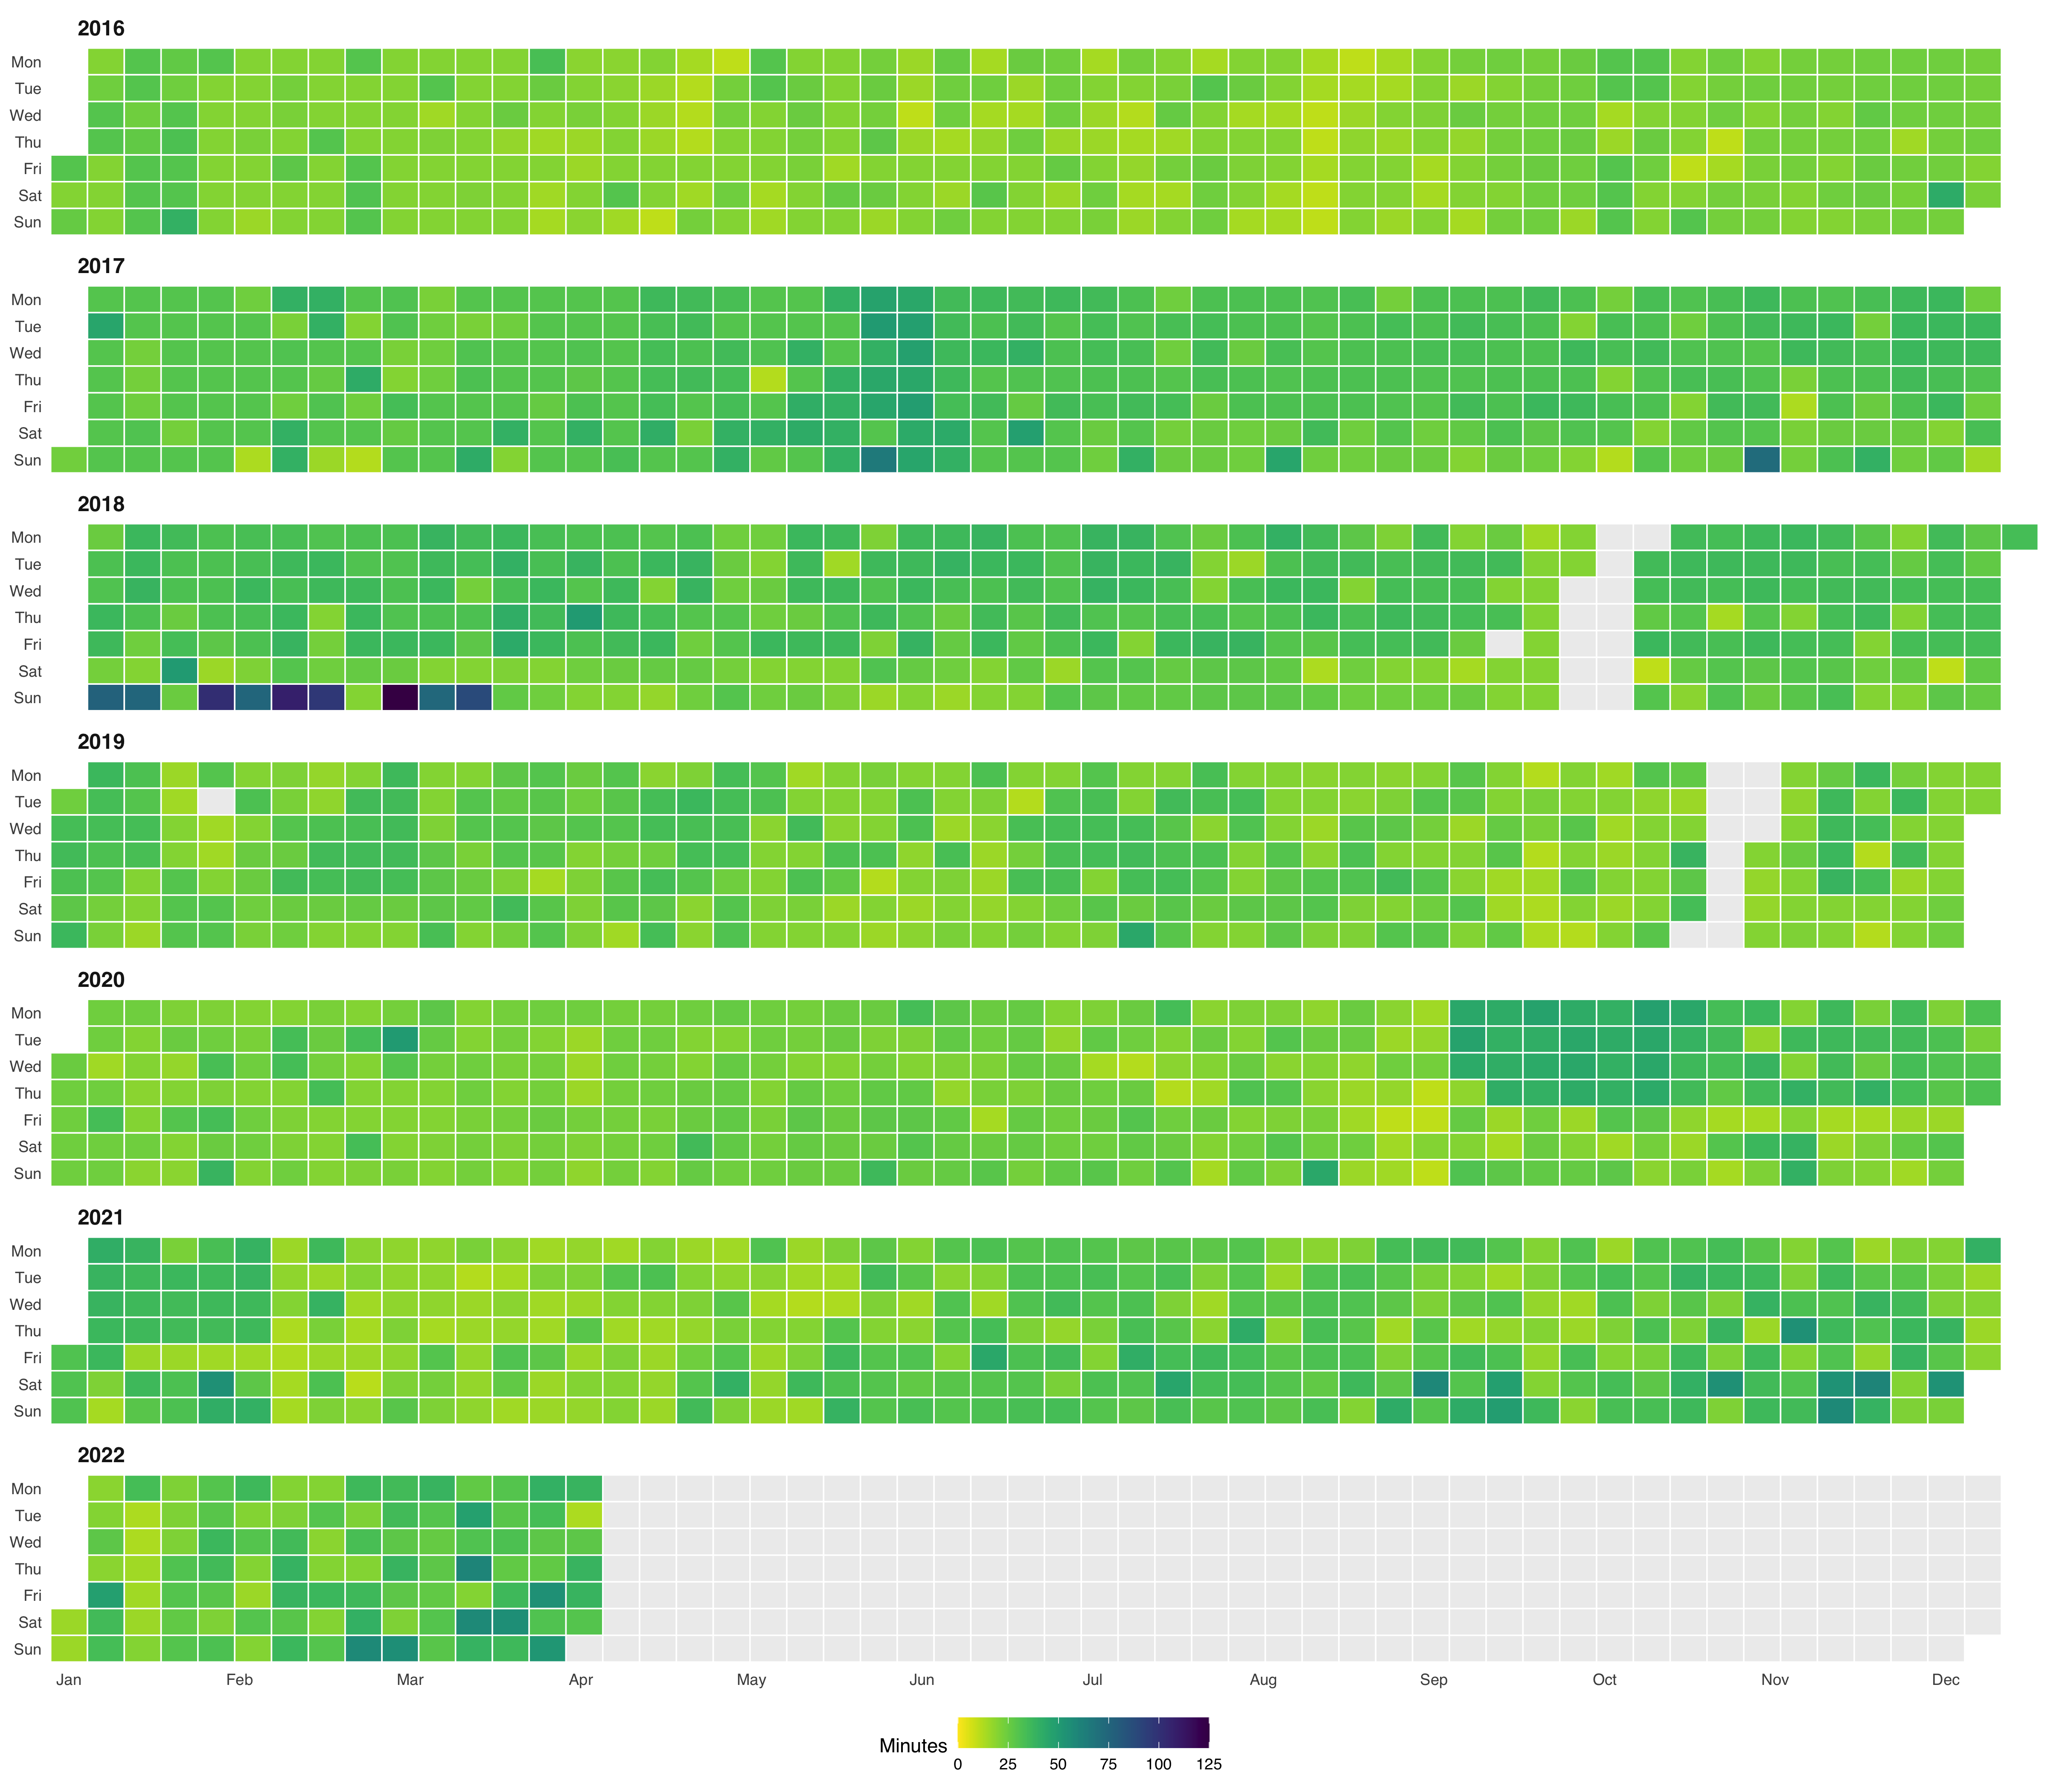 2016
Mon
Tue
Wed
Thu
Fri
Sat
Sun
2017
Mon
Tue
Wed
Thu
Fri
Sat
Sun
2018
Mon
Tue
Wed
Thu
Fri
Sat
Sun
2019
Mon
Tue
Wed
Thu
Fri
Sat
Sun
2020
Mon
Tue
Wed
Thu
Fri
Sat
Sun
2021
Mon
Tue
Wed
Thu
Fri
Sat
Sun
2022
Mon
Tue
Wed
Thu
Fri
Sat
Sun
Jan Feb Mar Apr May Jun Jul Aug Sep Oct Nov Dec
Minutes
0 25 50 75 100 125